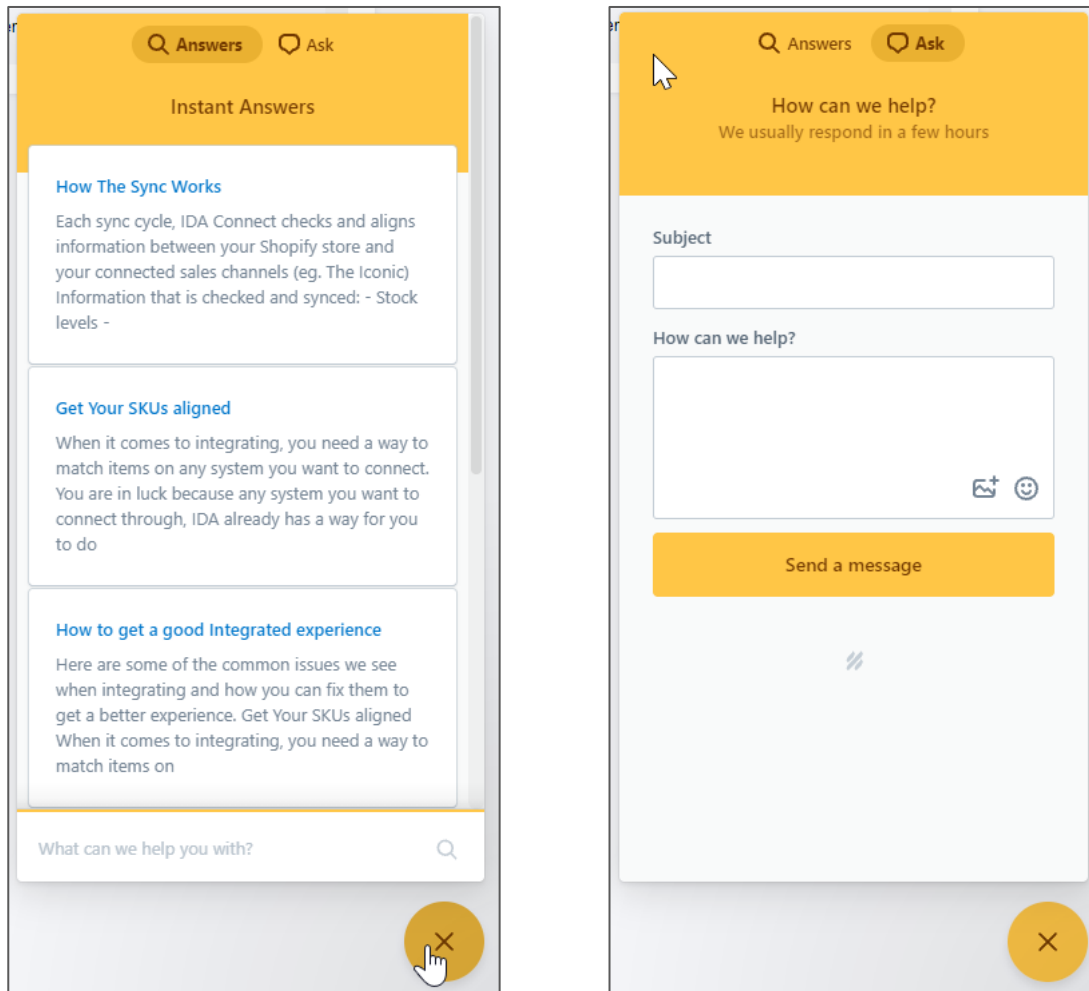 er
Answers
Ask
Instant Answers
How The Sync Works
Each sync cycle, IDA Connect checks and aligns
information between your Shopify store and
your connected sales channels (eg. The Iconic)
Information that is checked and synced: - Stock
levels -
Get Your SKUs aligned
When it comes to integrating, you need a way to
match items on any system you want to connect.
You are in luck because any system you want to
connect through, IDA already has a way for you
to do
How to get a good Integrated experience
Here are some of the common issues we see
when integrating and how you can fix them to
get a better experience. Get Your SKUs aligned
When it comes to integrating, you need a way to
match items on
What can we help you with?
er
Answers
Ask
How can we help?
We usually respond in a few hours
Subject
How can we help?
Send a message